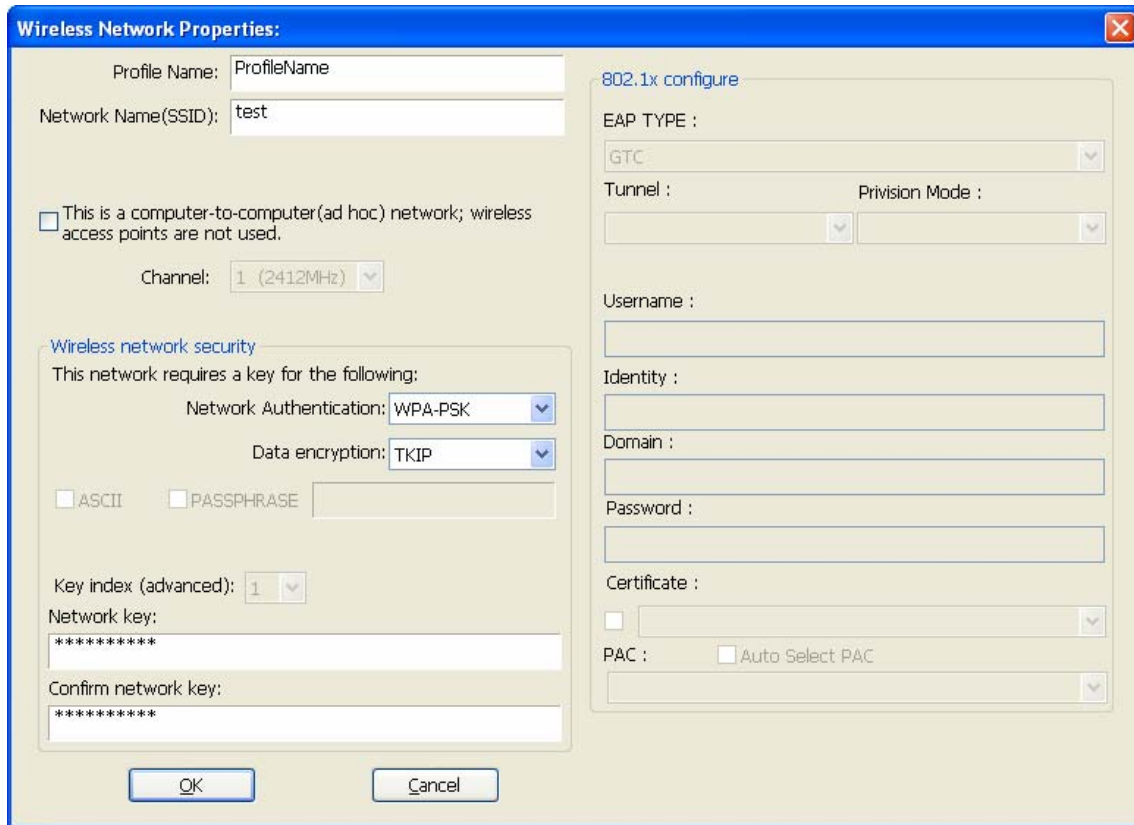 Wireless Network Properties:
Profile Name: ProfileName
Network Name(SSID): test
This is a computer-to-computer(ad hoc) network; wireless
access points are not used.
Channel: 1 (2412MHz)
Wireless network security
This network requires a key for the following:
Network Authentication: WPA-PSK
Data encryption: TKIP
ASCII PASSPHRASE
Key index (advanced): 1
Network key:
**********
Confirm network key:
**********
OK Cancel
802.1x configure
EAP TYPE :
GTC
Tunnel : Privision Mode :
Username :
Identity :
Domain :
Password :
Certificate :
PAC : Auto Select PAC